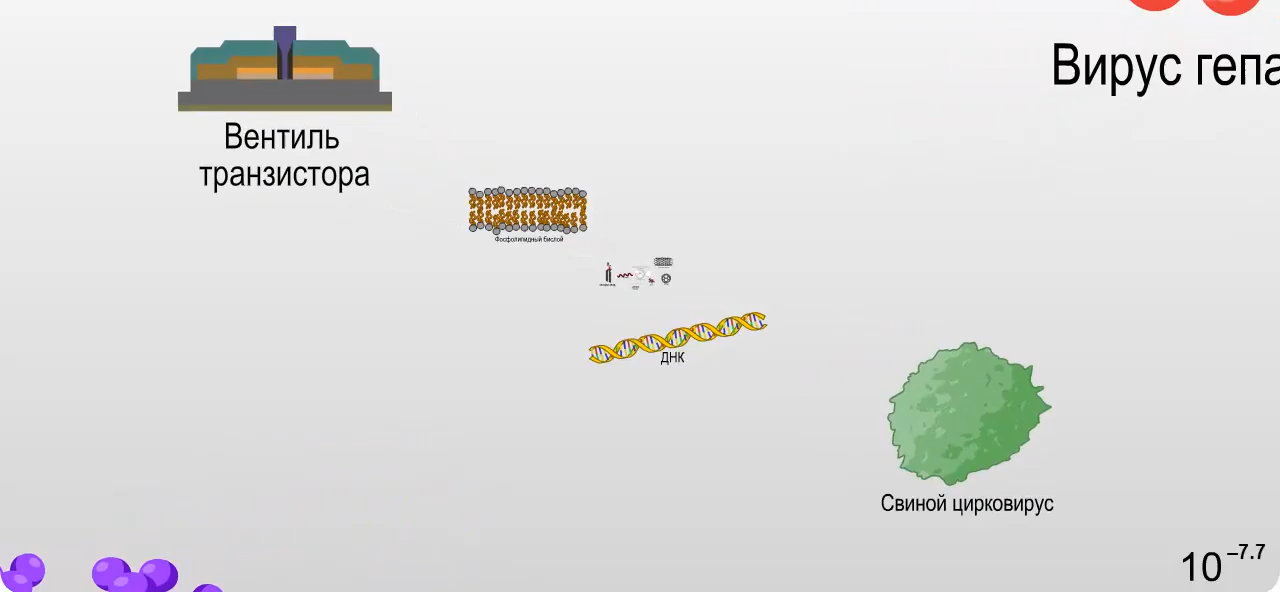 Вирус гепа
Вентиль
транзистора
Фосфолипидный бислой
ДНК
Свиной цирковирус
10 –7.7